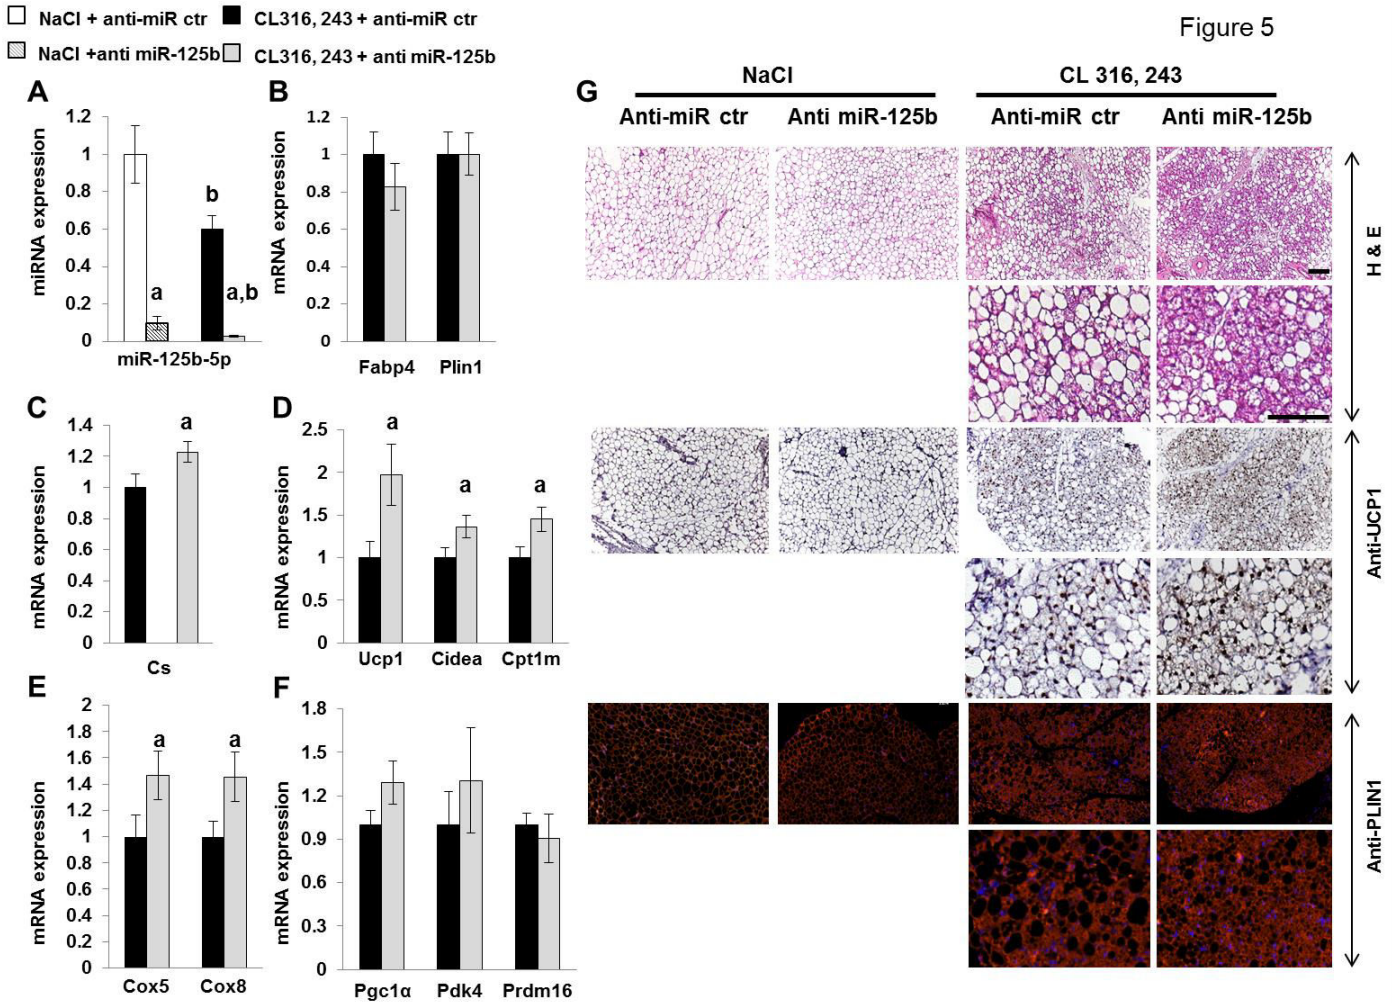 NaCl + anti-miR ctr
CL316, 243 + anti-miR ctr
NaCl +anti miR-125b
CL316, 243 + anti miR-125b
Figure 5
A
miRNA expression
1.2
1
0.8
0.6
0.4
0.2
0
a
b
a,b
miR-125b-5p
B
mRNA expression
1.2
1
0.8
0.6
0.4
0.2
0
Fabp4 Plin1
C
mRNA expression
1.4
1.2
1
0.8
0.6
0.4
0.2
0
a
Cs
D
mRNA expression
2.5
2
1.5
1
0.5
0
a
a
a
Ucp1 Cidea Cpt1m
E
mRNA expression
2
1.8
1.6
1.4
1.2
1
0.8
0.6
0.4
0.2
0
a
a
Cox5 Cox8
F
mRNA expression
1.8
1.5
1.2
0.9
0.6
0.3
0
Pgc1α Pdk4 Prdm16
G
NaCl
CL 316, 243
Anti-miR ctr Anti miR-125b Anti-miR ctr Anti miR-125b
H & E
Anti-UCP1
Anti-PLIN1